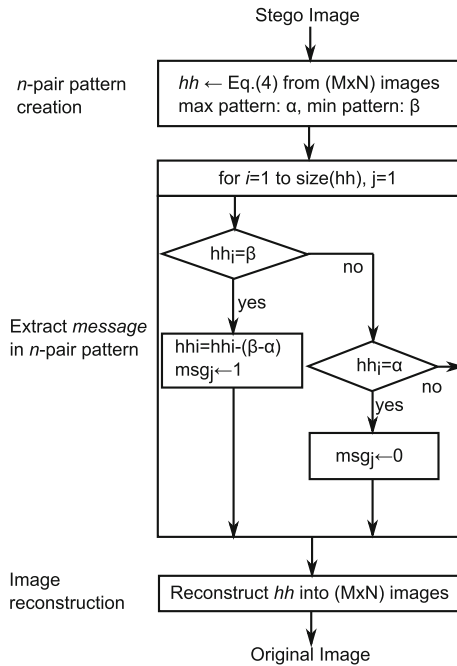 Stego Image
n-pair pattern
creation
hh ← Eq.(4) from (MxN) images
max pattern: α, min pattern: β
for i=1 to size(hh), j=1
hhi=β
no
yes
Extract message
in n-pair pattern
hhi=hhi-(β-α)
msgj←1
hhi=α
no
yes
msgj←0
Image
reconstruction
Reconstruct hh into (MxN) images
Original Image